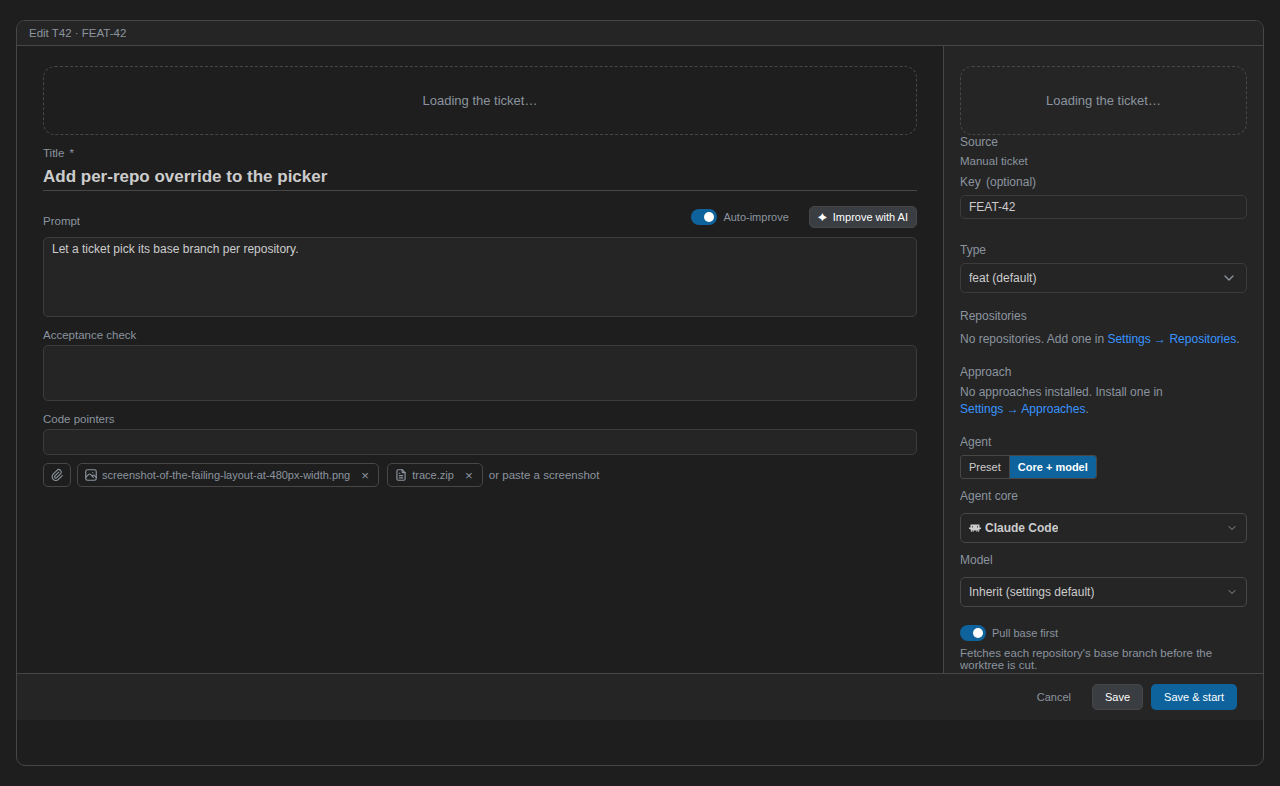 Edit T42 · FEAT-42
Loading the ticket…
Title *
Add per-repo override to the picker
Prompt
Auto-improve
Improve with AI
Let a ticket pick its base branch per repository.
Acceptance check
Code pointers
screenshot-of-the-failing-layout-at-480px-width.png ×
trace.zip ×
or paste a screenshot
Loading the ticket…
Source
Manual ticket
Key (optional)
FEAT-42
Type
feat (default)
Repositories
No repositories. Add one in Settings → Repositories.
Approach
No approaches installed. Install one in
Settings → Approaches.
Agent
Preset
Core + model
Agent core
Claude Code
Model
Inherit (settings default)
Pull base first
Fetches each repository's base branch before the
worktree is cut.
Cancel
Save
Save & start